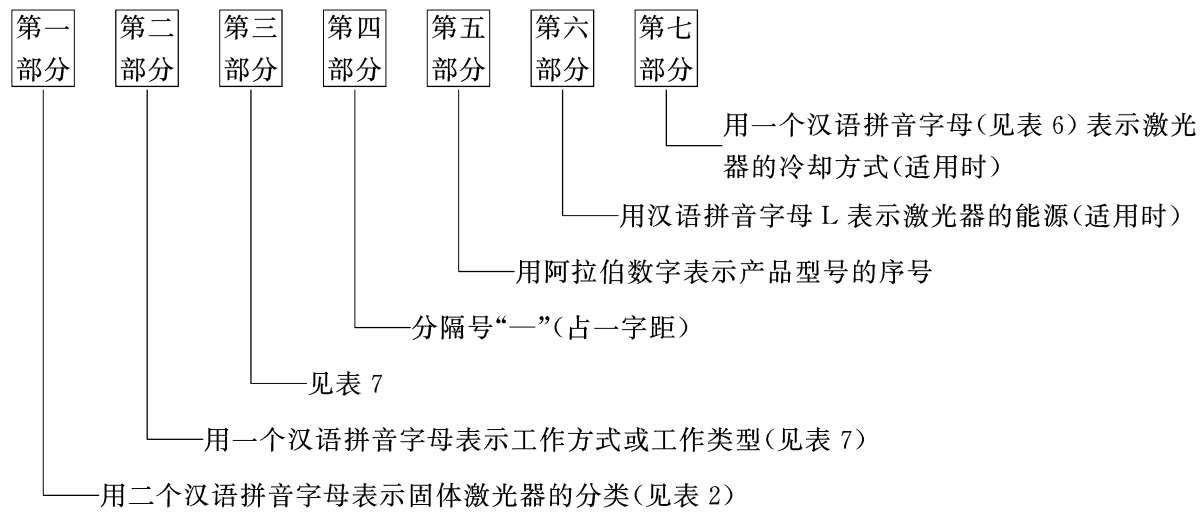 第一 第二 第三 第四 第五 第六 第七
部分 部分 部分 部分 部分 部分 部分
用一个汉语拼音字母(见表 6)表示激光
器的冷却方式(适用时)
用汉语拼音字母 L 表示激光器的能源(适用时)
用阿拉伯数字表示产品型号的序号
分隔号“—”(占一字距)
见表 7
用一个汉语拼音字母表示工作方式或工作类型(见表 7)
用二个汉语拼音字母表示固体激光器的分类(见表 2)